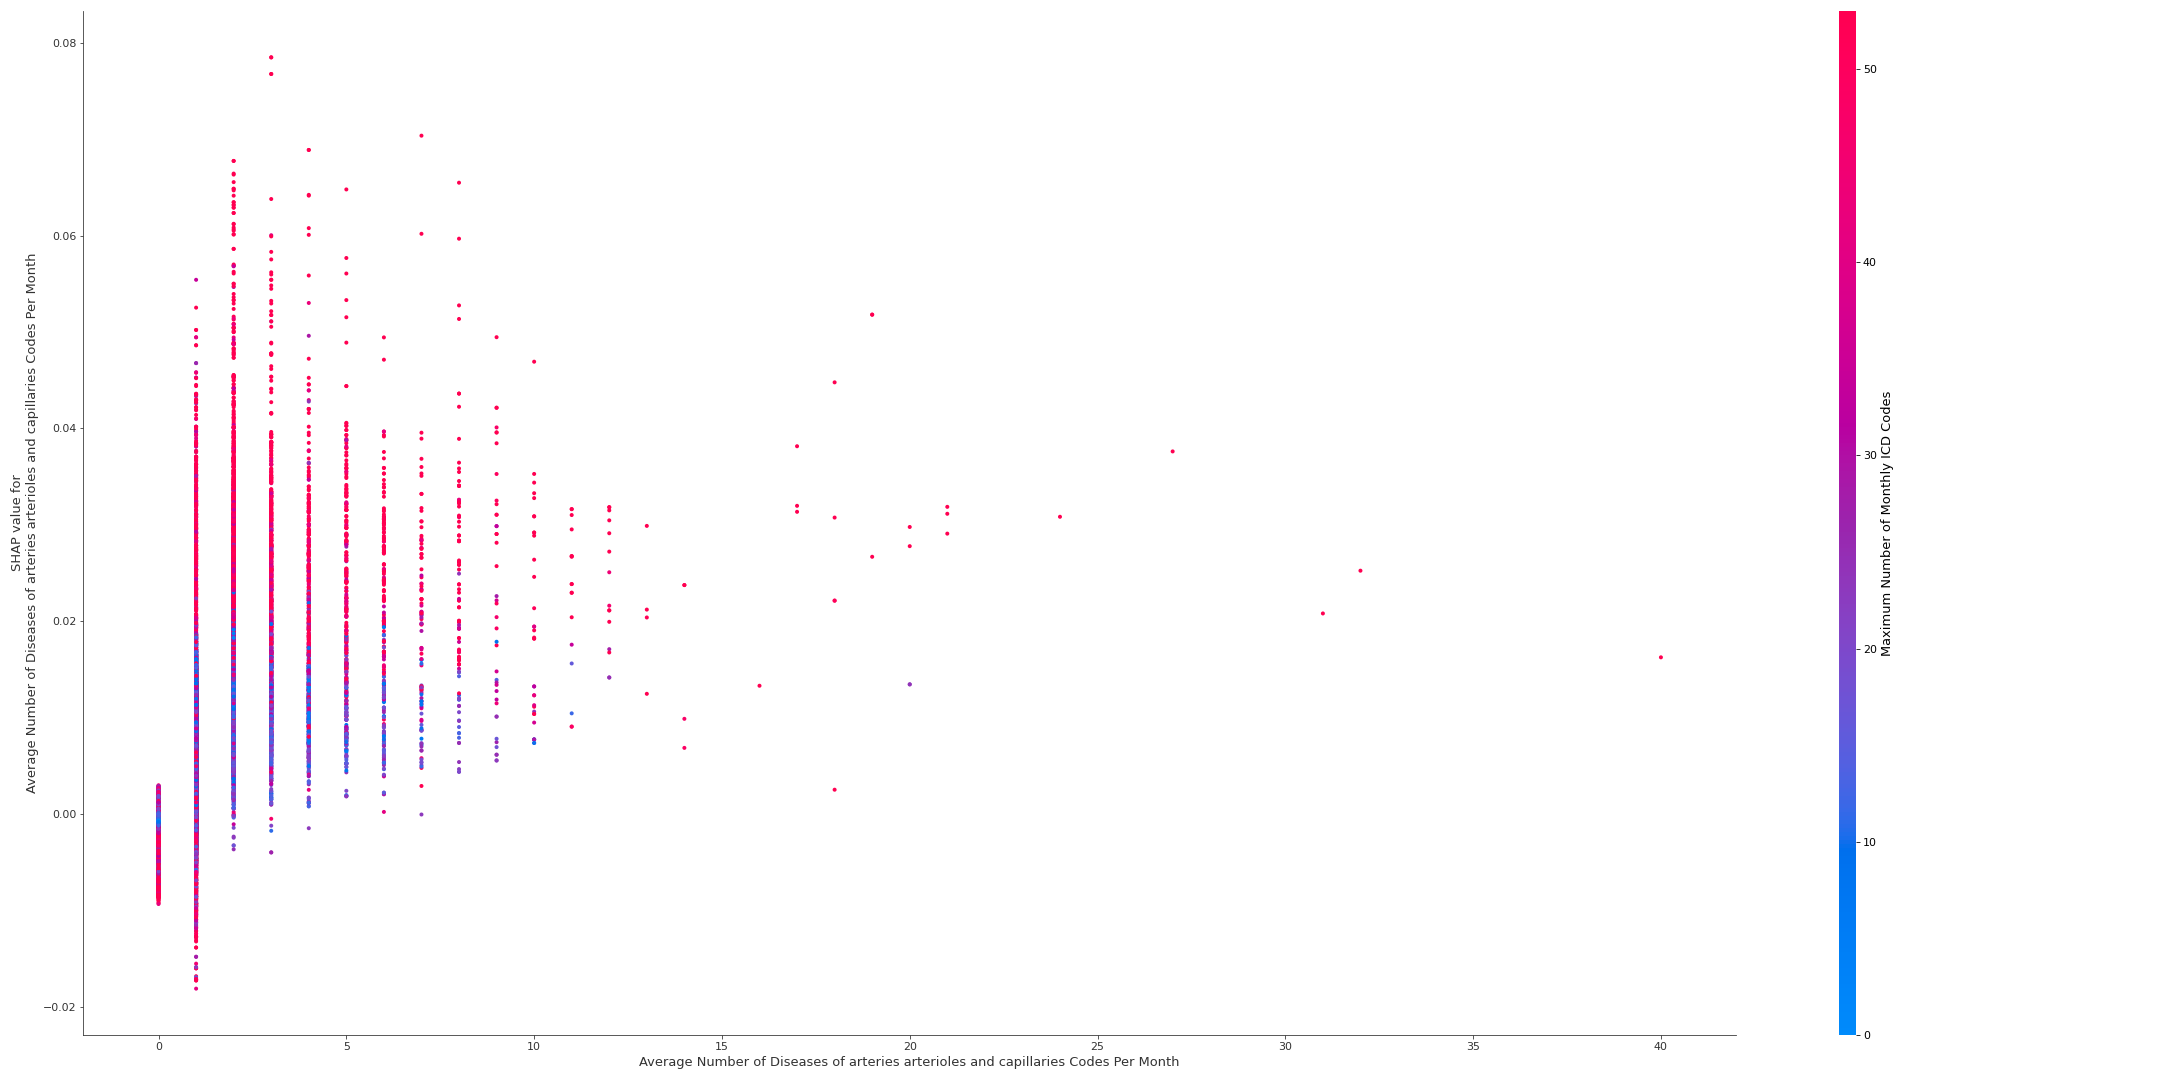 SHAP value for
Average Number of Diseases of arteries arterioles and capillaries Codes Per Month
0.08
0.06
0.04
0.02
0.00
−0.02
0 5 10 15 20 25 30 35 40
Average Number of Diseases of arteries arterioles and capillaries Codes Per Month
50
40
30
20
10
0
Maximum Number of Monthly ICD Codes